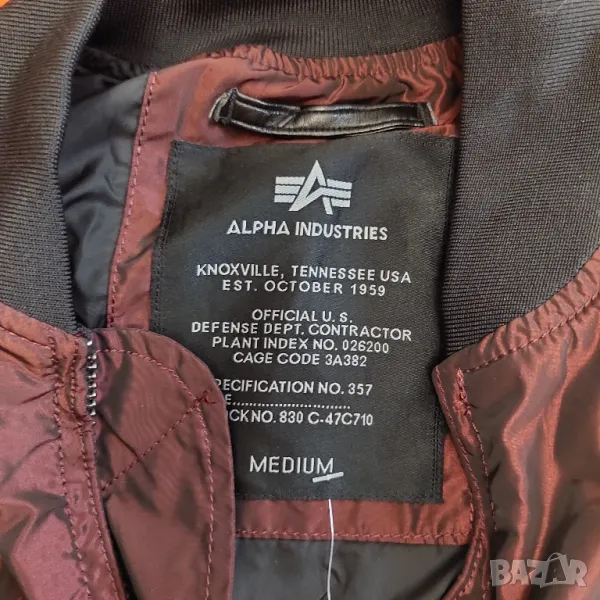 ALPHA INDUSTRIES
KNOXVILLE, TENNESSEE USA
EST. OCTOBER 1959
OFFICIAL U.S.
DEFENSE DEPT. CONTRACTOR
PLANT INDEX NO. 026200
CAGE CODE 3A382
PECIFICATION NO. 357
E
CK NO. 830 C-47C710
MEDIUM
BAZAR